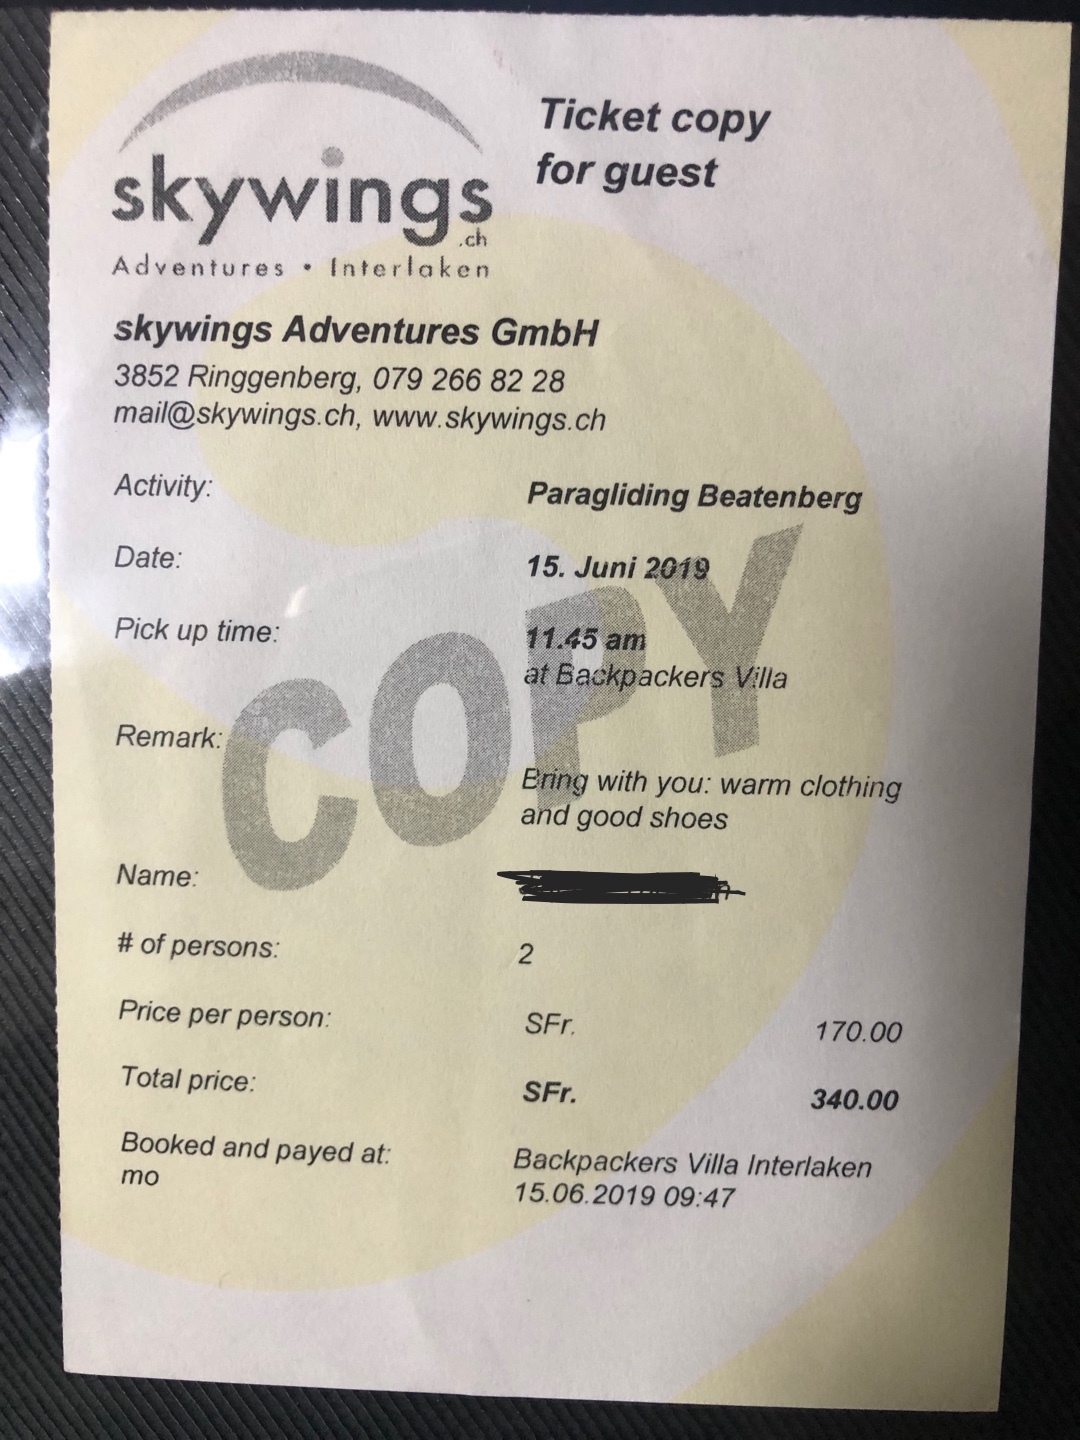 skywings
.ch
Adventures • Interlaken
Ticket copy
for guest
skywings Adventures GmbH
3852 Ringgenberg, 079 266 82 28
mail@skywings.ch, www.skywings.ch
Activity: Paragliding Beatenberg
Date: 15. Juni 2019
Pick up time: 11.45 am
at Backpackers Villa
Remark:
Bring with you: warm clothing
and good shoes
COPY
Name:
# of persons: 2
Price per person: SFr. 170.00
Total price: SFr. 340.00
Booked and payed at: Backpackers Villa Interlaken
mo 15.06.2019 09:47